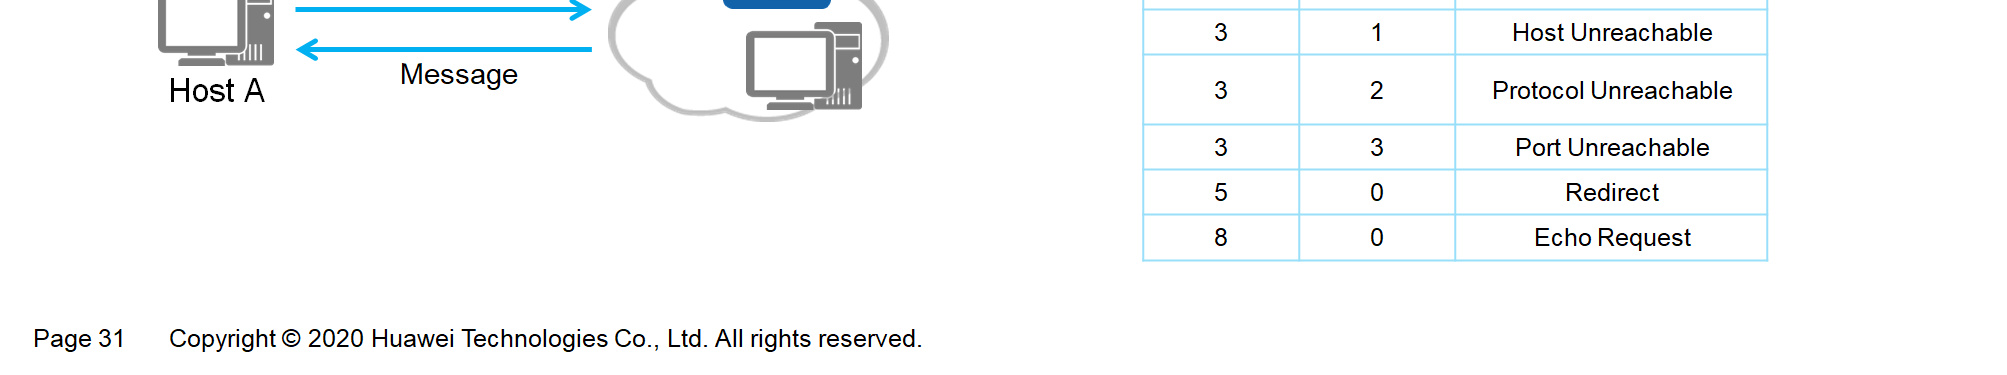 Message
Host A
3 1 Host Unreachable
3 2 Protocol Unreachable
3 3 Port Unreachable
5 0 Redirect
8 0 Echo Request
Page 31 Copyright © 2020 Huawei Technologies Co., Ltd. All rights reserved.